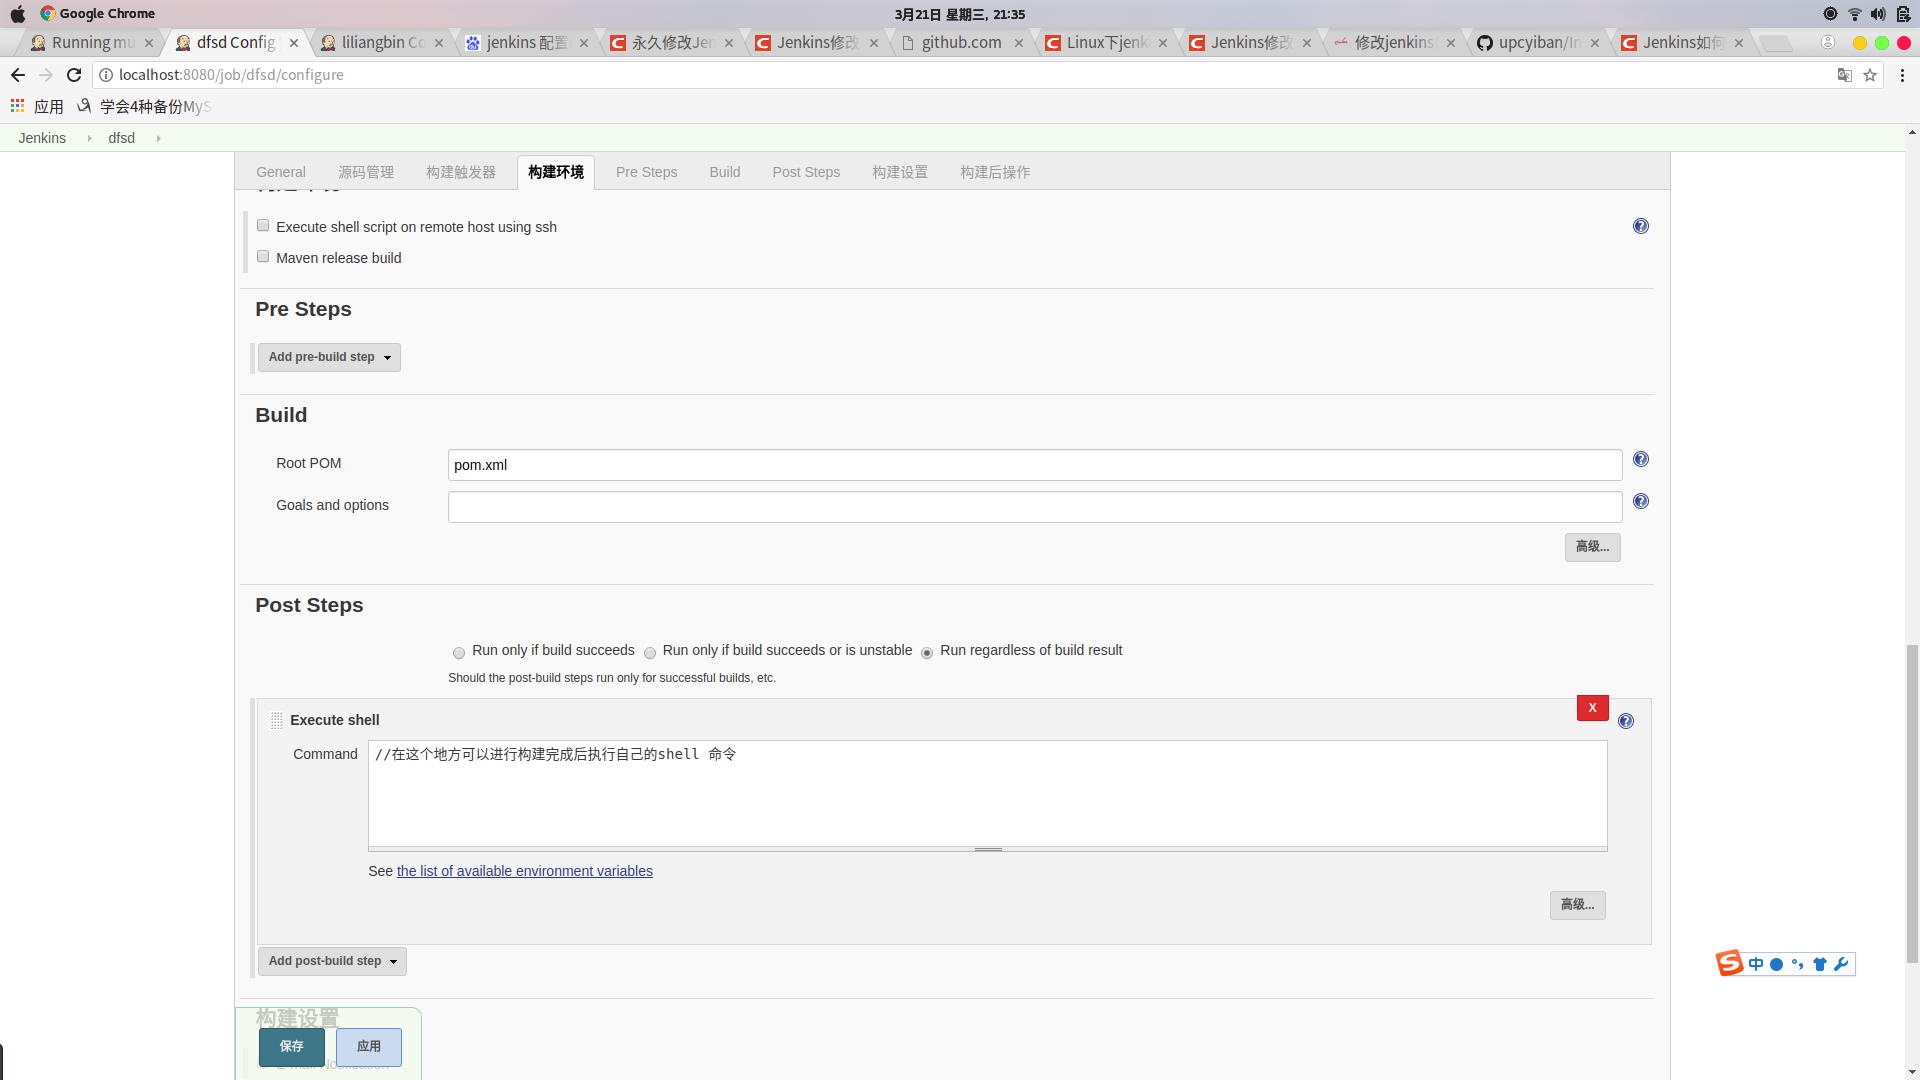 Google Chrome
3月21日 星期三, 21:35
Running mu
dfsd Config
liliangbin Co
jenkins 配置
永久修改Jen
Jenkins修改
github.com
Linux下jenk
Jenkins修改
修改jenkins
upcyiban/In
Jenkins如何
localhost:8080/job/dfsd/configure
应用
学会4种备份MyS
Jenkins
dfsd
General
源码管理
构建触发器
构建环境
Pre Steps
Build
Post Steps
构建设置
构建后操作
Execute shell script on remote host using ssh
Maven release build
Pre Steps
Add pre-build step
Build
Root POM
pom.xml
Goals and options
高级...
Post Steps
Run only if build succeeds
Run only if build succeeds or is unstable
Run regardless of build result
Should the post-build steps run only for successful builds, etc.
X
Execute shell
Command
//在这个地方可以进行构建完成后执行自己的shell 命令
See the list of available environment variables
高级...
Add post-build step
中
构建设置
保存
应用